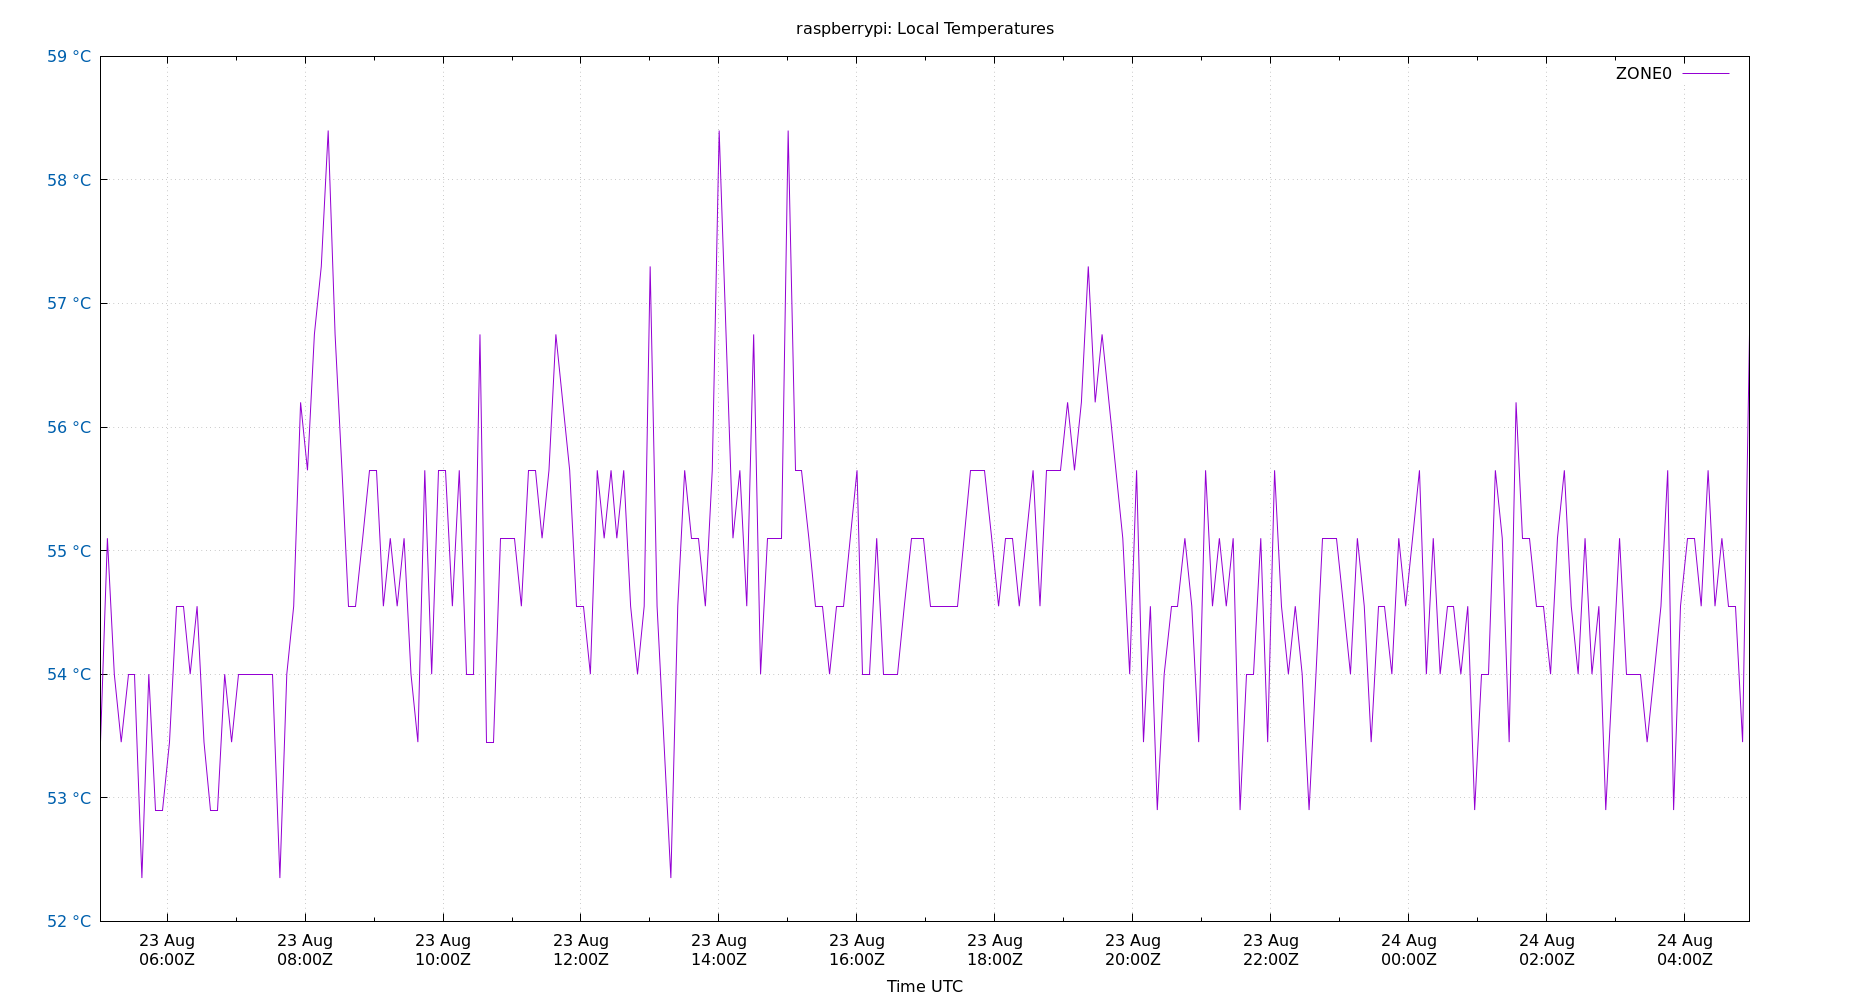 raspberrypi: Local Temperatures
59 °C
ZONE0
58 °C
57 °C
56 °C
55 °C
54 °C
53 °C
52 °C
23 Aug 23 Aug 23 Aug 23 Aug 23 Aug 23 Aug 23 Aug 23 Aug 23 Aug 24 Aug 24 Aug 24 Aug
06:00Z 08:00Z 10:00Z 12:00Z 14:00Z 16:00Z 18:00Z 20:00Z 22:00Z 00:00Z 02:00Z 04:00Z
Time UTC